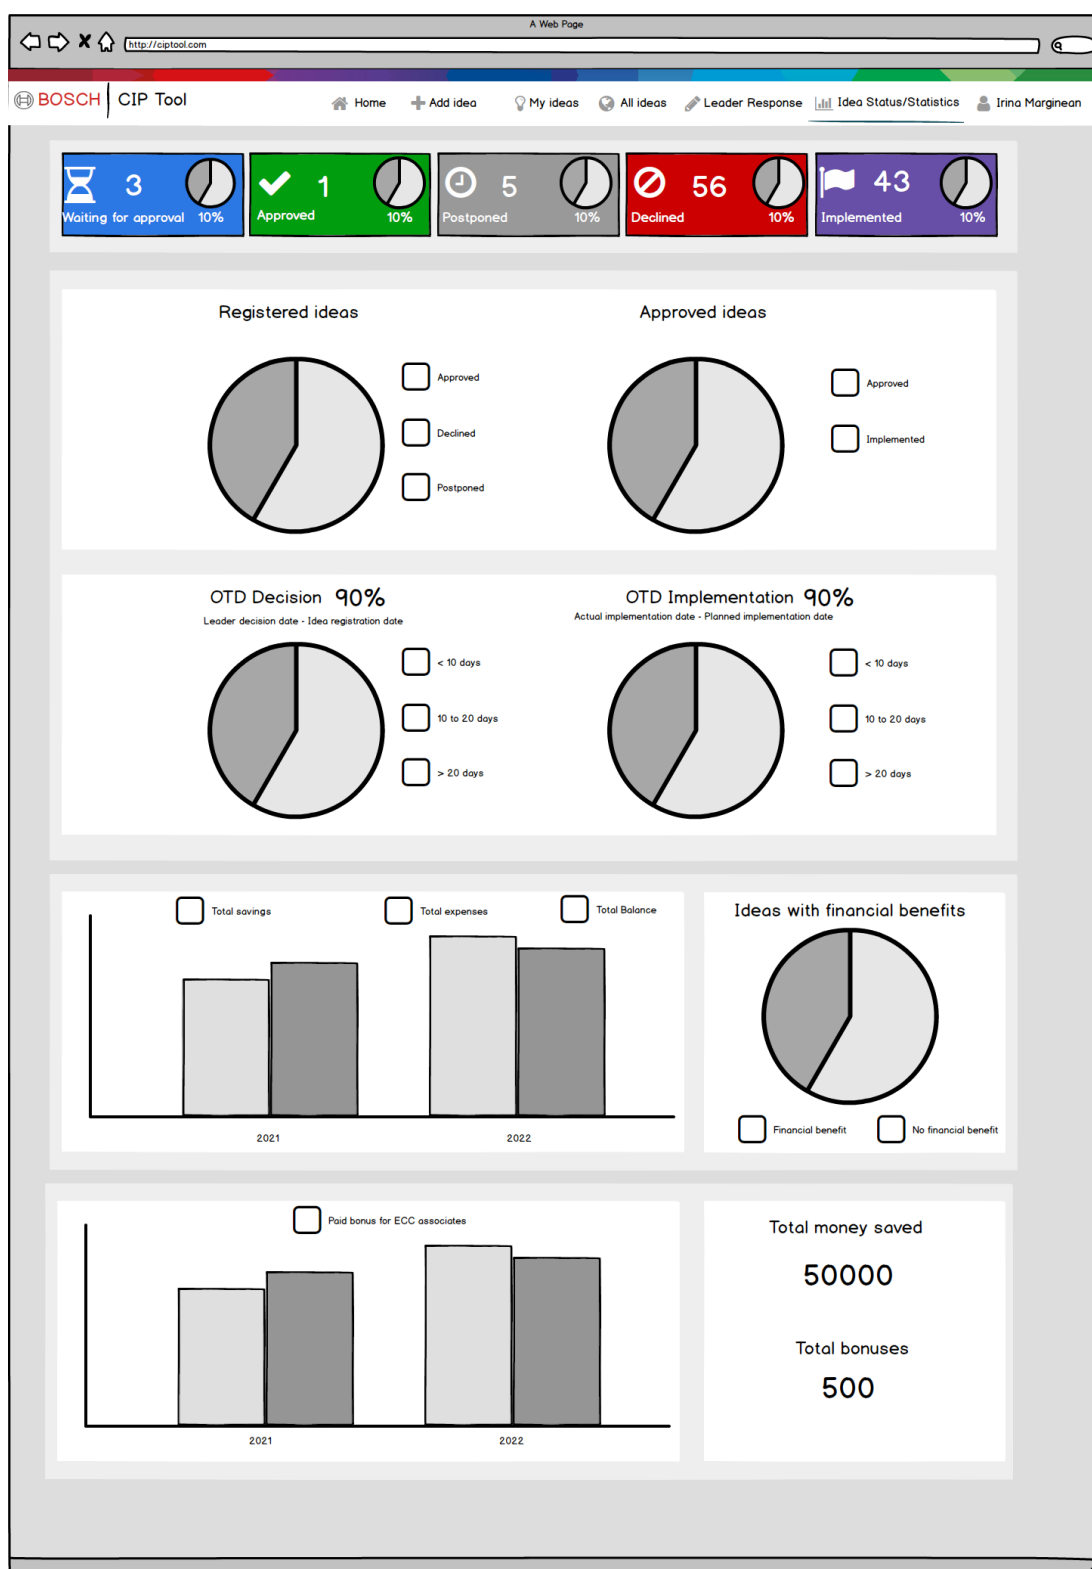 A Web Page
http://ciptool.com
BOSCH CIP Tool Home Add idea My ideas All ideas Leader Response Idea Status/Statistics Irina Marginean
3 1 5 56 43
Waiting for approval 10% Approved 10% Postponed 10% Declined 10% Implemented 10%
Registered ideas Approved ideas
Approved Approved
Declined Implemented
Postponed
OTD Decision 90% OTD Implementation 90%
Leader decision date - Idea registration date Actual implementation date - Planned implementation date
< 10 days < 10 days
10 to 20 days 10 to 20 days
> 20 days > 20 days
Total savings Total expenses Total Balance Ideas with financial benefits
2021 2022 Financial benefit No financial benefit
Paid bonus for ECC associates Total money saved
50000
Total bonuses
500
2021 2022